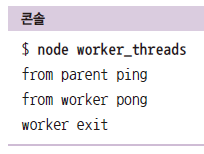 콘솔
$ node worker_threads
from parent ping
from worker pong
worker exit